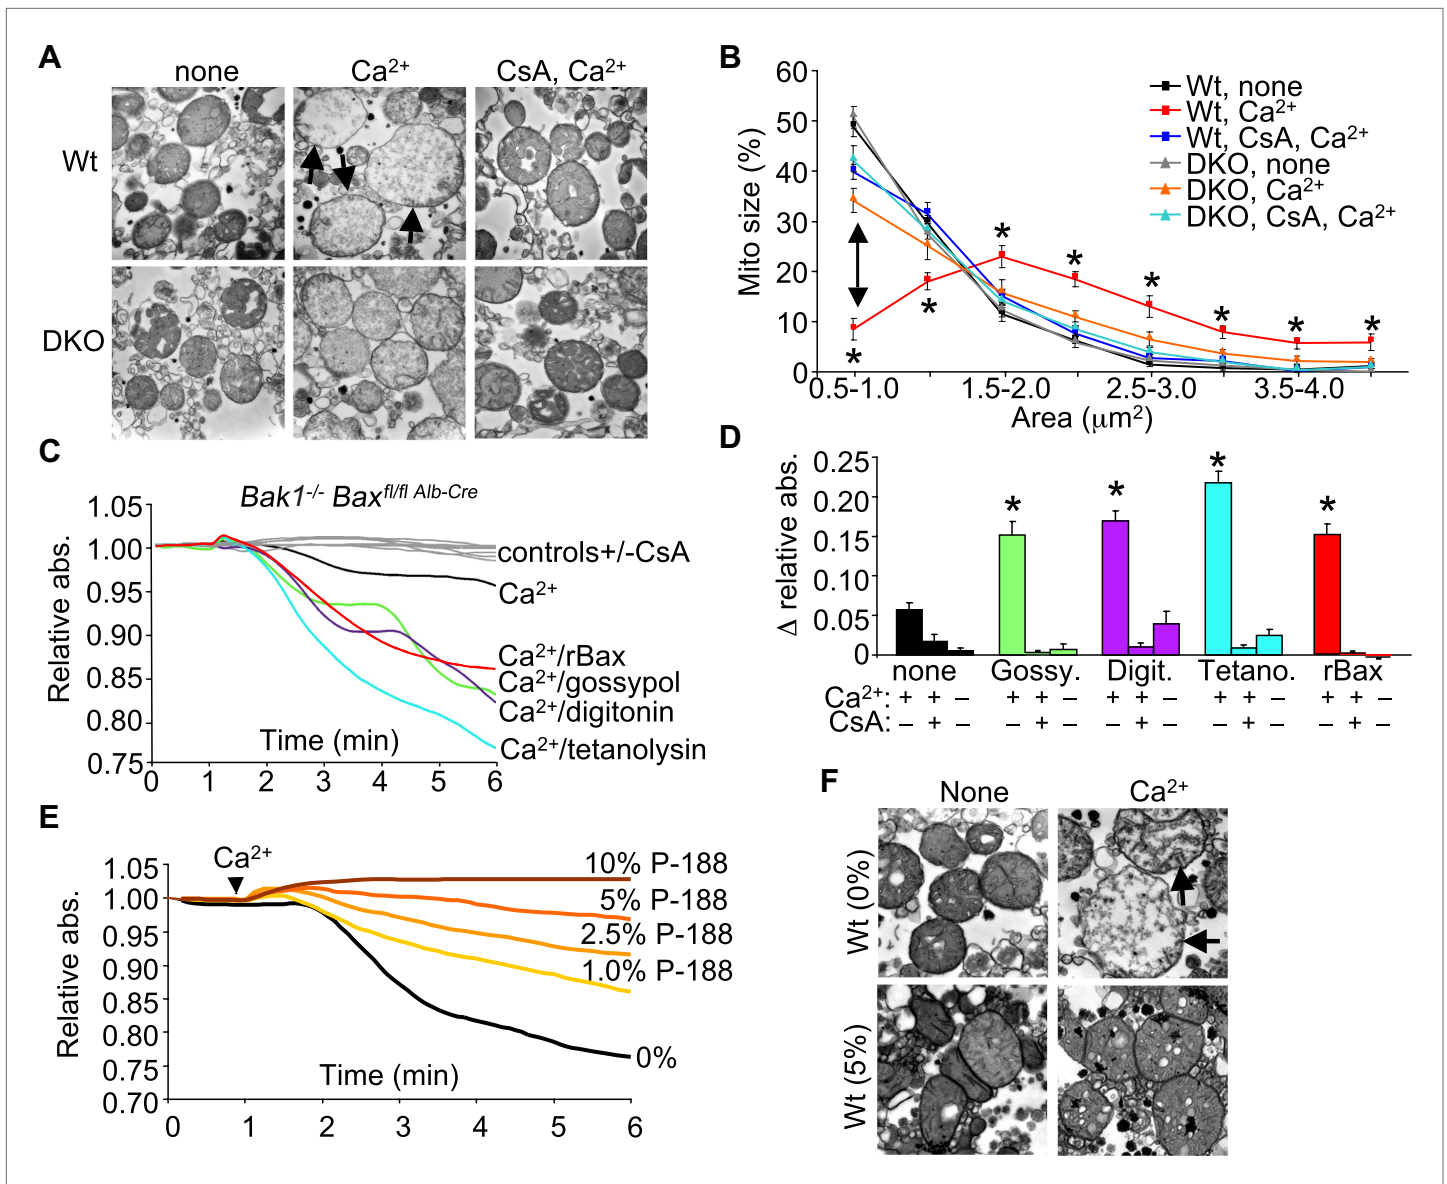 A
none
Ca²⁺
CsA, Ca²⁺
Wt
DKO
B
Mito size (%)
60
50
40
30
20
10
0
Wt, none
Wt, Ca²⁺
Wt, CsA, Ca²⁺
DKO, none
DKO, Ca²⁺
DKO, CsA, Ca²⁺
*
*
*
*
*
*
*
*
0.5-1.0
1.5-2.0
2.5-3.0
3.5-4.0
Area (μm²)
C
Bak1⁻/⁻ Bax^fl/fl Alb-Cre
Relative abs.
1.05
1.00
0.95
0.90
0.85
0.80
0.75
controls+/-CsA
Ca²⁺
Ca²⁺/rBax
Ca²⁺/gossypol
Ca²⁺/digitonin
Ca²⁺/tetanolysin
Time (min)
0 1 2 3 4 5 6
D
Δ relative abs.
0.25
0.20
0.15
0.10
0.05
0
*
*
*
*
none Gossy. Digit. Tetano. rBax
Ca²⁺: + + – + + – + + – + + – + + –
CsA: – + – – + – – + – – + – – + –
E
Relative abs.
1.05
1.00
0.95
0.90
0.85
0.80
0.75
0.70
Ca²⁺
10% P-188
5% P-188
2.5% P-188
1.0% P-188
0%
Time (min)
0 1 2 3 4 5 6
F
None
Ca²⁺
Wt (0%)
Wt (5%)